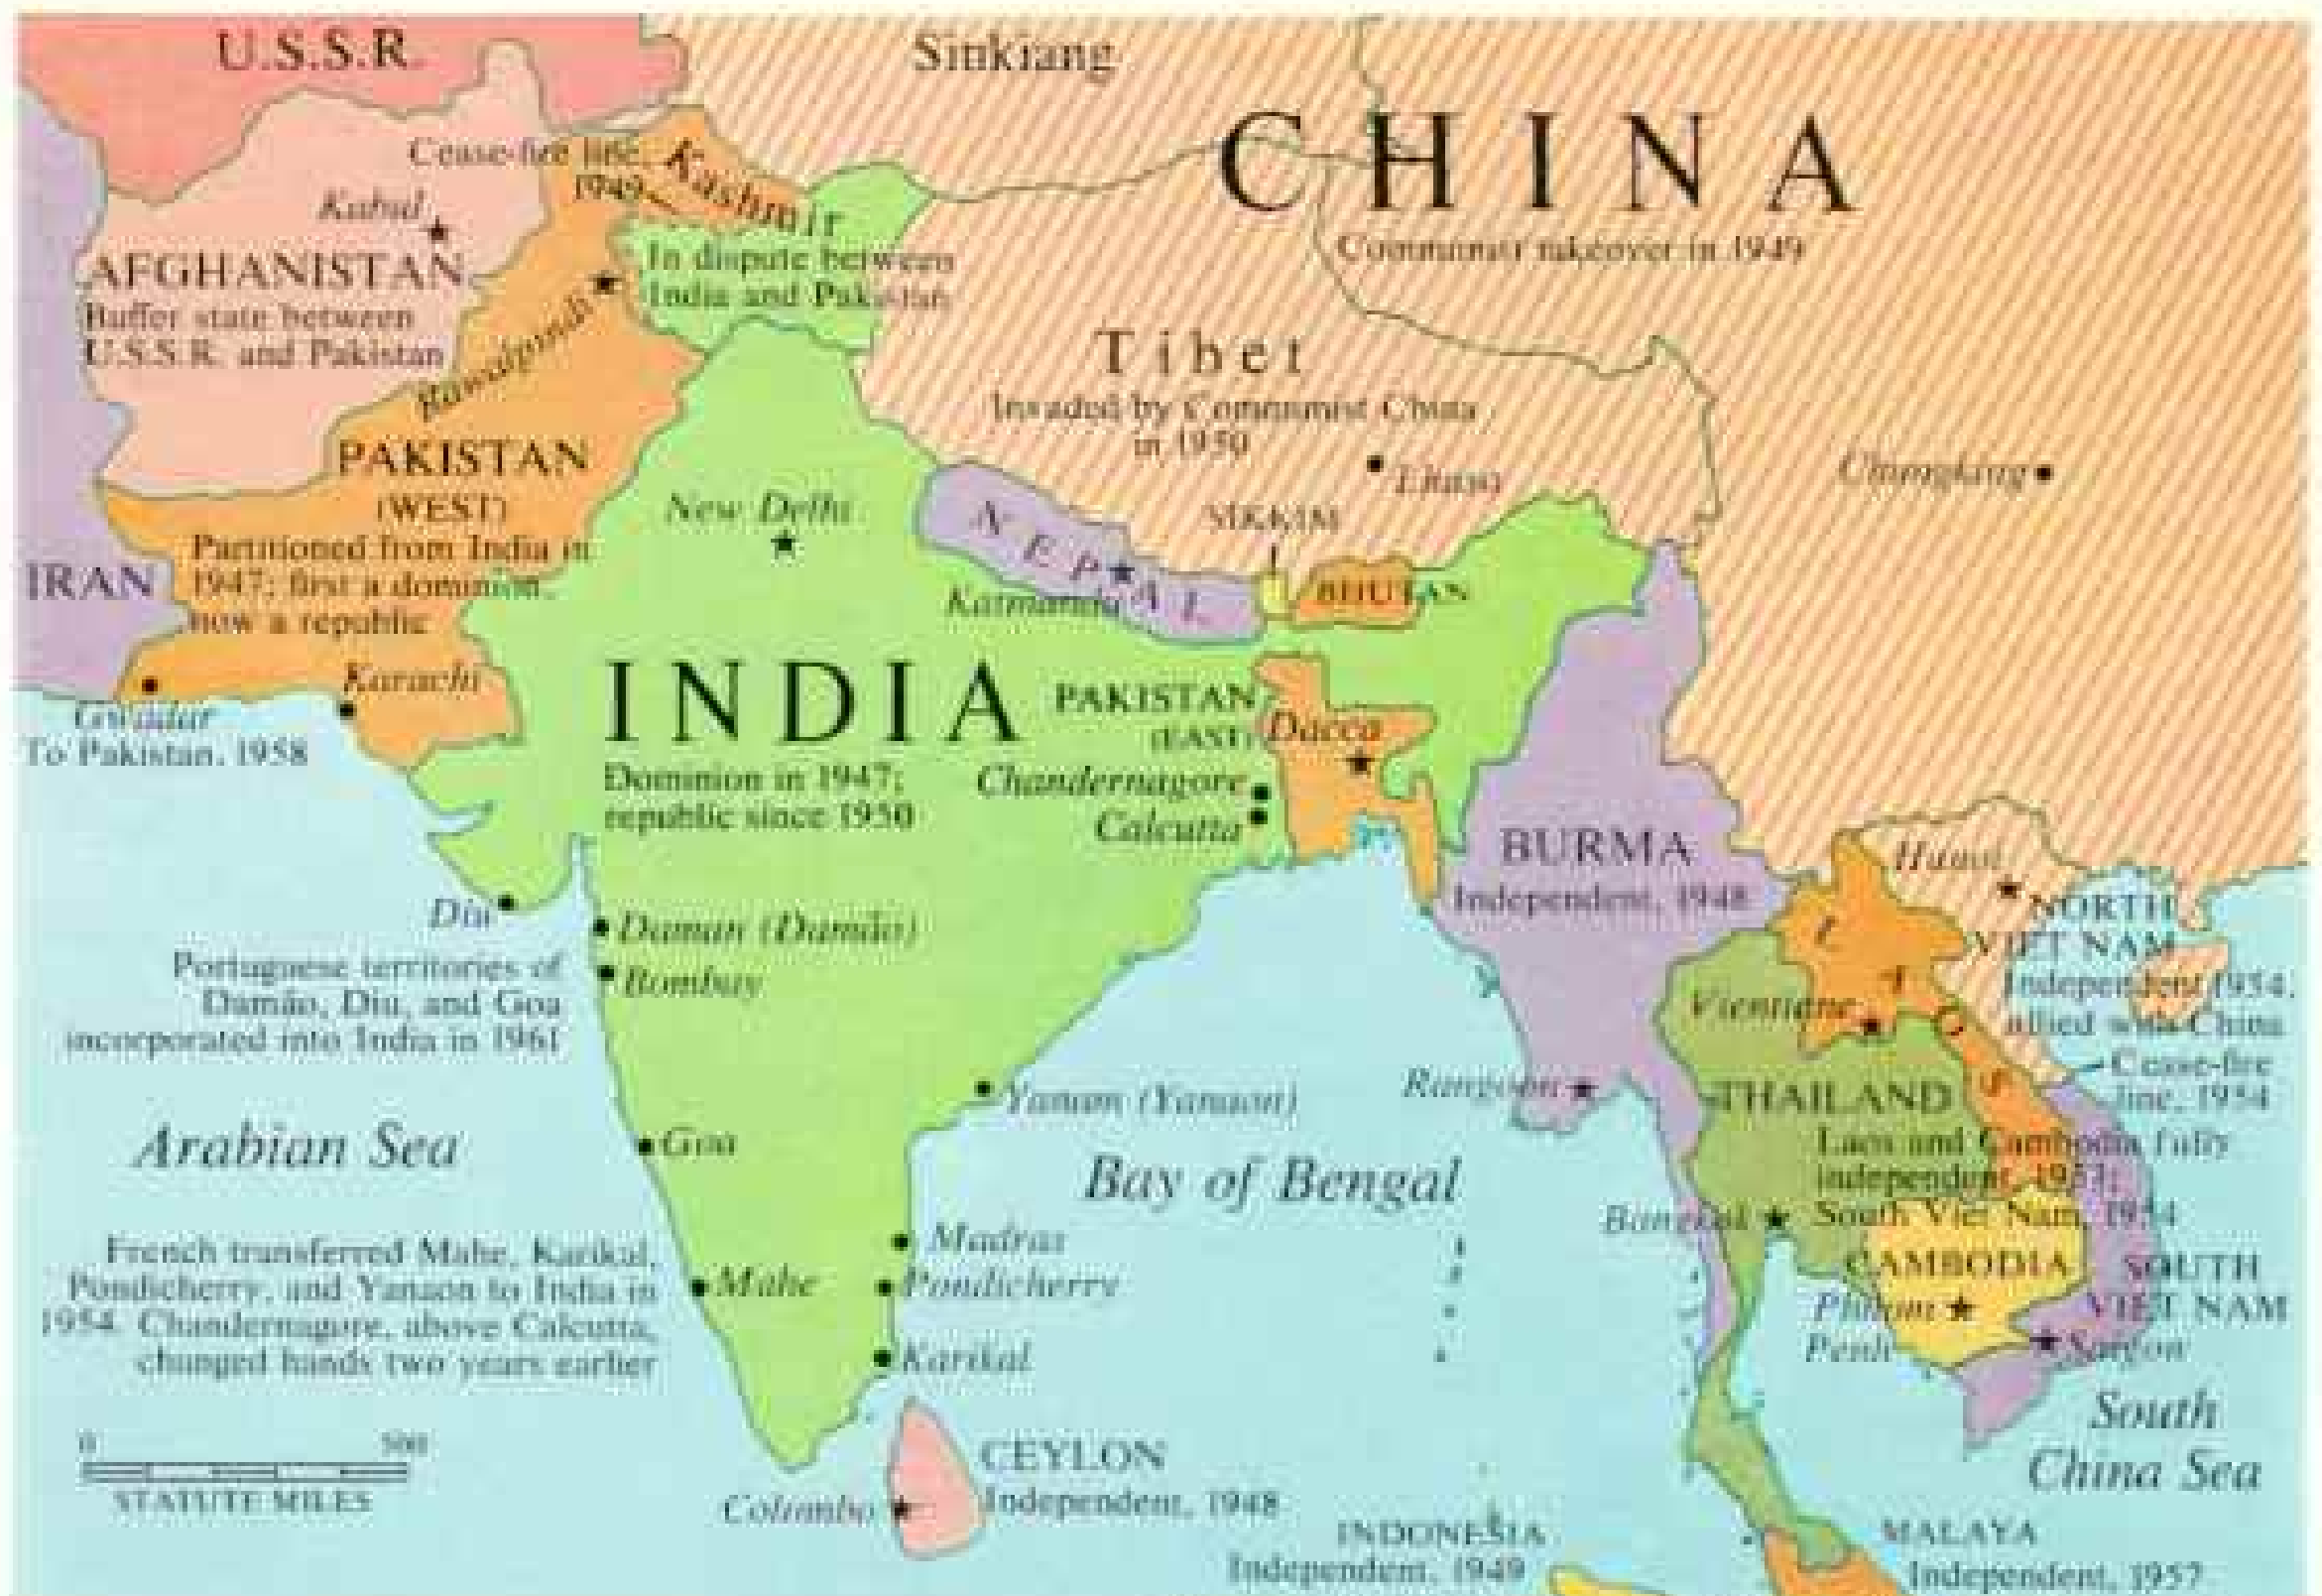 U.S.S.R.
Sinkiang
CHINA
Communist takeover in 1949
Cease-fire line,
1949
Kashmir
In dispute between
India and Pakistan
Kabul
AFGHANISTAN
Buffer state between
U.S.S.R. and Pakistan
Rawalpindi
Tibet
Invaded by Communist China
in 1950
Lhasa
Chungking
PAKISTAN
(WEST)
Partitioned from India in
1947; first a dominion,
now a republic
IRAN
New Delhi
NEPAL
Katmandu
SIKKIM
BHUTAN
Karachi
Gwadar
To Pakistan, 1958
INDIA
Dominion in 1947;
republic since 1950
PAKISTAN
(EAST)
Dacca
Chandernagore
Calcutta
BURMA
Independent, 1948
Hanoi
NORTH
VIET NAM
Independent 1954;
allied with China
Cease-fire
line, 1954
LAOS
Vientiane
Diu
Daman (Damão)
Bombay
Portuguese territories of
Damão, Diu, and Goa
incorporated into India in 1961
Yanam (Yanaon)
Rangoon
THAILAND
Laos and Cambodia fully
independent,
South Viet Nam, 1954
Arabian Sea
Goa
Bay of Bengal
Bangkok
Madras
CAMBODIA
SOUTH
VIET NAM
French transferred Mahe, Karikal,
Pondicherry, and Yanaon to India in
1954. Chandernagore, above Calcutta,
changed hands two years earlier
Mahe
Pondicherry
Phnom
Penh
Saigon
Karikal
South
China Sea
0 500
STATUTE MILES
CEYLON
Independent, 1948
Colombo
INDONESIA
Independent, 1949
MALAYA
Independent, 1957